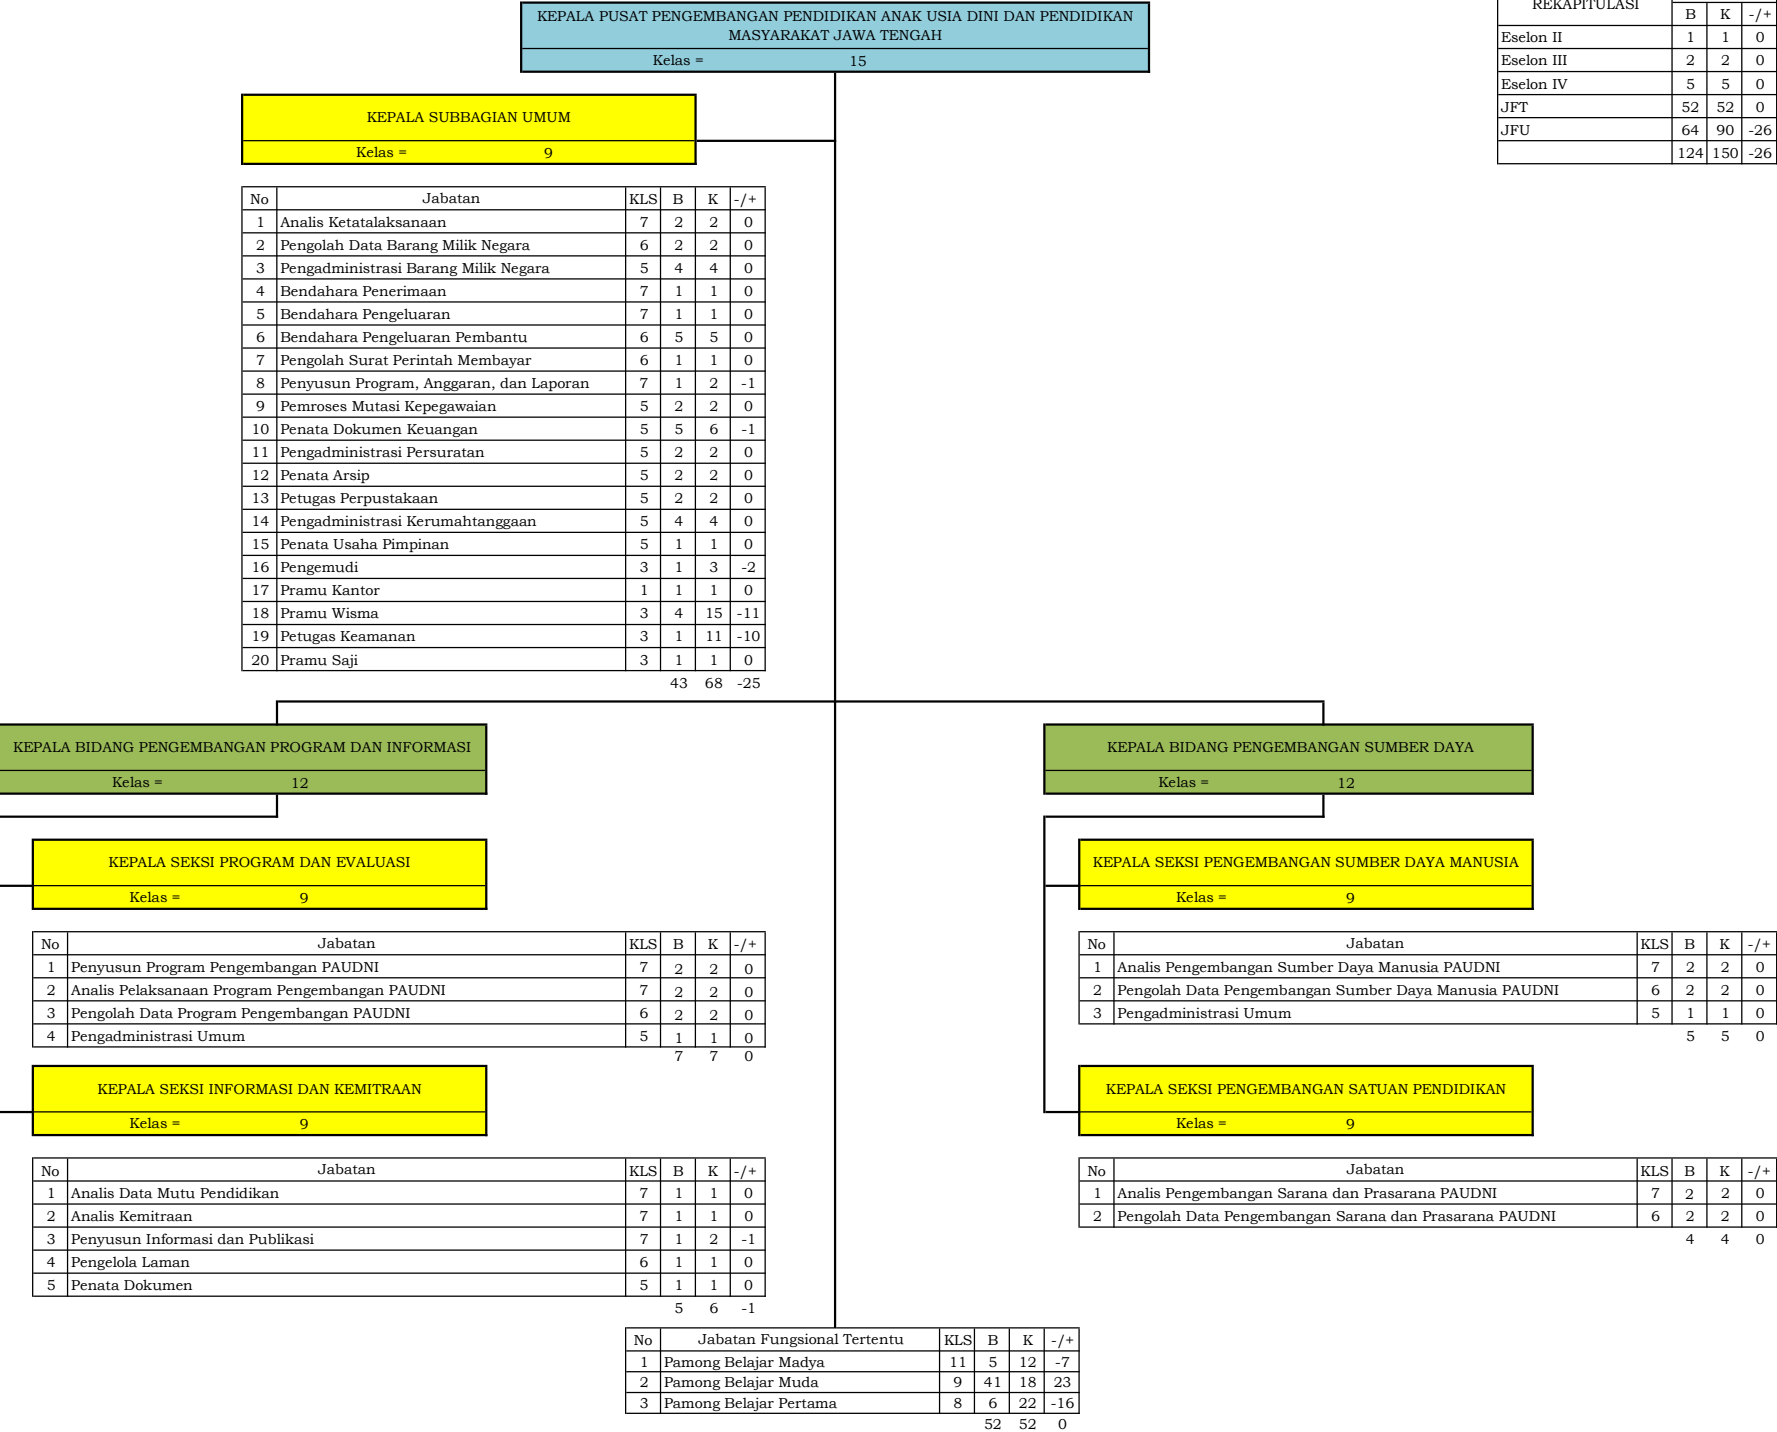 KEPALA PUSAT PENGEMBANGAN PENDIDIKAN ANAK USIA DINI DAN PENDIDIKAN
MASYARAKAT JAWA TENGAH
Kelas = 15
REKAPITULASI
B K -/+
Eselon II 1 1 0
Eselon III 2 2 0
Eselon IV 5 5 0
JFT 52 52 0
JFU 64 90 -26
124 150 -26
KEPALA SUBBAGIAN UMUM
Kelas = 9
No Jabatan KLS B K -/+
1 Analis Ketatalaksanaan 7 2 2 0
2 Pengolah Data Barang Milik Negara 6 2 2 0
3 Pengadministrasi Barang Milik Negara 5 4 4 0
4 Bendahara Penerimaan 7 1 1 0
5 Bendahara Pengeluaran 7 1 1 0
6 Bendahara Pengeluaran Pembantu 6 5 5 0
7 Pengolah Surat Perintah Membayar 6 1 1 0
8 Penyusun Program, Anggaran, dan Laporan 7 1 2 -1
9 Pemroses Mutasi Kepegawaian 5 2 2 0
10 Penata Dokumen Keuangan 5 5 6 -1
11 Pengadministrasi Persuratan 5 2 2 0
12 Penata Arsip 5 2 2 0
13 Petugas Perpustakaan 5 2 2 0
14 Pengadministrasi Kerumahtanggaan 5 4 4 0
15 Penata Usaha Pimpinan 5 1 1 0
16 Pengemudi 3 1 3 -2
17 Pramu Kantor 1 1 1 0
18 Pramu Wisma 3 4 15 -11
19 Petugas Keamanan 3 1 11 -10
20 Pramu Saji 3 1 1 0
43 68 -25
KEPALA BIDANG PENGEMBANGAN PROGRAM DAN INFORMASI
Kelas = 12
KEPALA SEKSI PROGRAM DAN EVALUASI
Kelas = 9
No Jabatan KLS B K -/+
1 Penyusun Program Pengembangan PAUDNI 7 2 2 0
2 Analis Pelaksanaan Program Pengembangan PAUDNI 7 2 2 0
3 Pengolah Data Program Pengembangan PAUDNI 6 2 2 0
4 Pengadministrasi Umum 5 1 1 0
7 7 0
KEPALA SEKSI INFORMASI DAN KEMITRAAN
Kelas = 9
No Jabatan KLS B K -/+
1 Analis Data Mutu Pendidikan 7 1 1 0
2 Analis Kemitraan 7 1 1 0
3 Penyusun Informasi dan Publikasi 7 1 2 -1
4 Pengelola Laman 6 1 1 0
5 Penata Dokumen 5 1 1 0
5 6 -1
KEPALA BIDANG PENGEMBANGAN SUMBER DAYA
Kelas = 12
KEPALA SEKSI PENGEMBANGAN SUMBER DAYA MANUSIA
Kelas = 9
No Jabatan KLS B K -/+
1 Analis Pengembangan Sumber Daya Manusia PAUDNI 7 2 2 0
2 Pengolah Data Pengembangan Sumber Daya Manusia PAUDNI 6 2 2 0
3 Pengadministrasi Umum 5 1 1 0
5 5 0
KEPALA SEKSI PENGEMBANGAN SATUAN PENDIDIKAN
Kelas = 9
No Jabatan KLS B K -/+
1 Analis Pengembangan Sarana dan Prasarana PAUDNI 7 2 2 0
2 Pengolah Data Pengembangan Sarana dan Prasarana PAUDNI 6 2 2 0
4 4 0
No Jabatan Fungsional Tertentu KLS B K -/+
1 Pamong Belajar Madya 11 5 12 -7
2 Pamong Belajar Muda 9 41 18 23
3 Pamong Belajar Pertama 8 6 22 -16
52 52 0